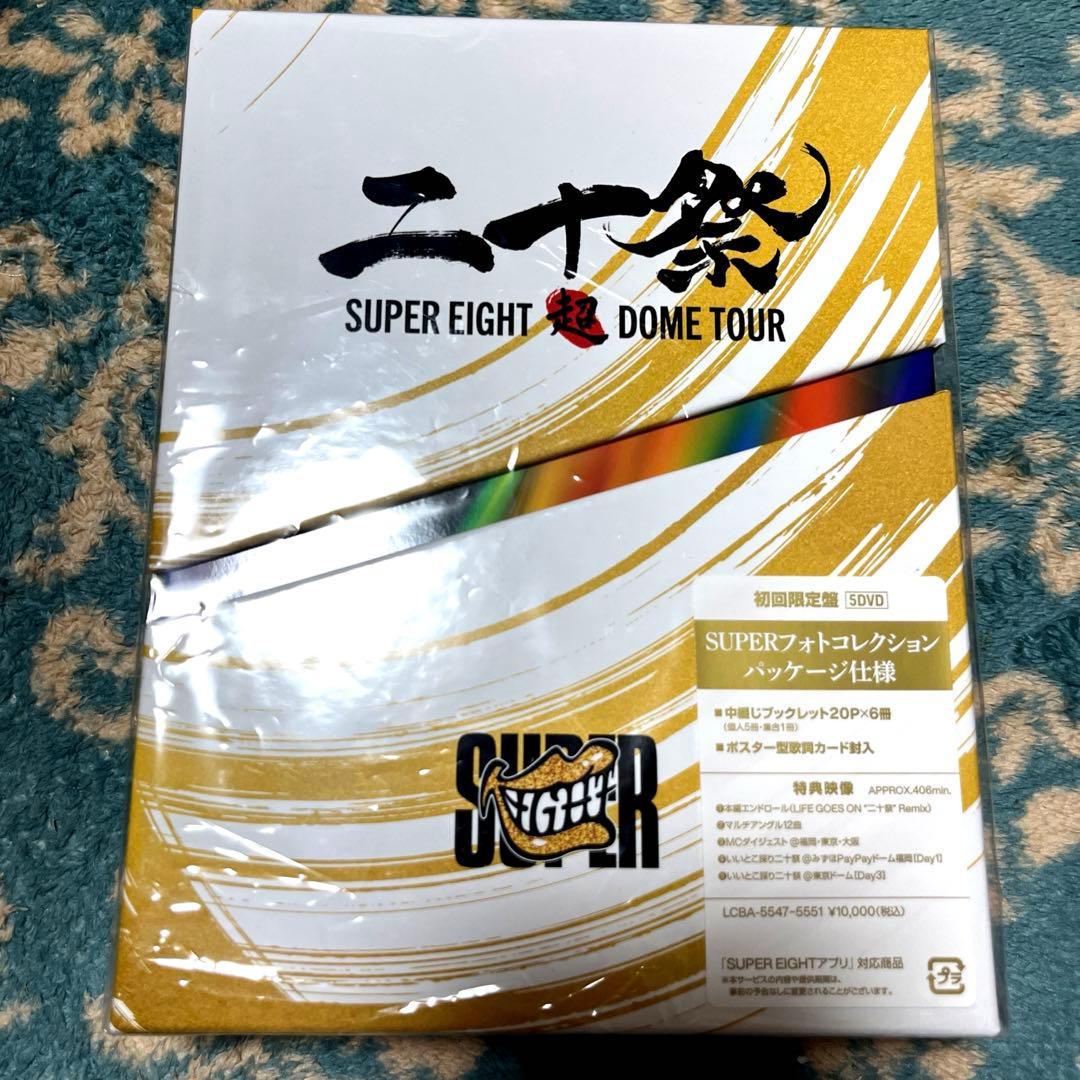 二十祭
SUPER EIGHT 超 DOME TOUR
SUPER
EIGHT
初回限定盤 5DVD
SUPERフォトコレクション
パッケージ仕様
■中綴じブックレット20P×6冊
(個人5冊・集合1冊)
■ポスター型歌詞カード封入
特典映像 APPROX.406min.
❶本編エンドロール(LIFE GOES ON "二十祭" Remix)
❷マルチアングル12曲
❸MCダイジェスト @福岡・東京・大阪
❹いいとこ採り二十祭 @みずほPayPayドーム福岡[Day1]
❺いいとこ採り二十祭 @東京ドーム[Day3]
LCBA-5547~5551 ¥10,000(税込)
「SUPER EIGHTアプリ」対応商品
※本サービスの内容や提供期間は、
事前の予告なしに変更されることがございます。
プラ